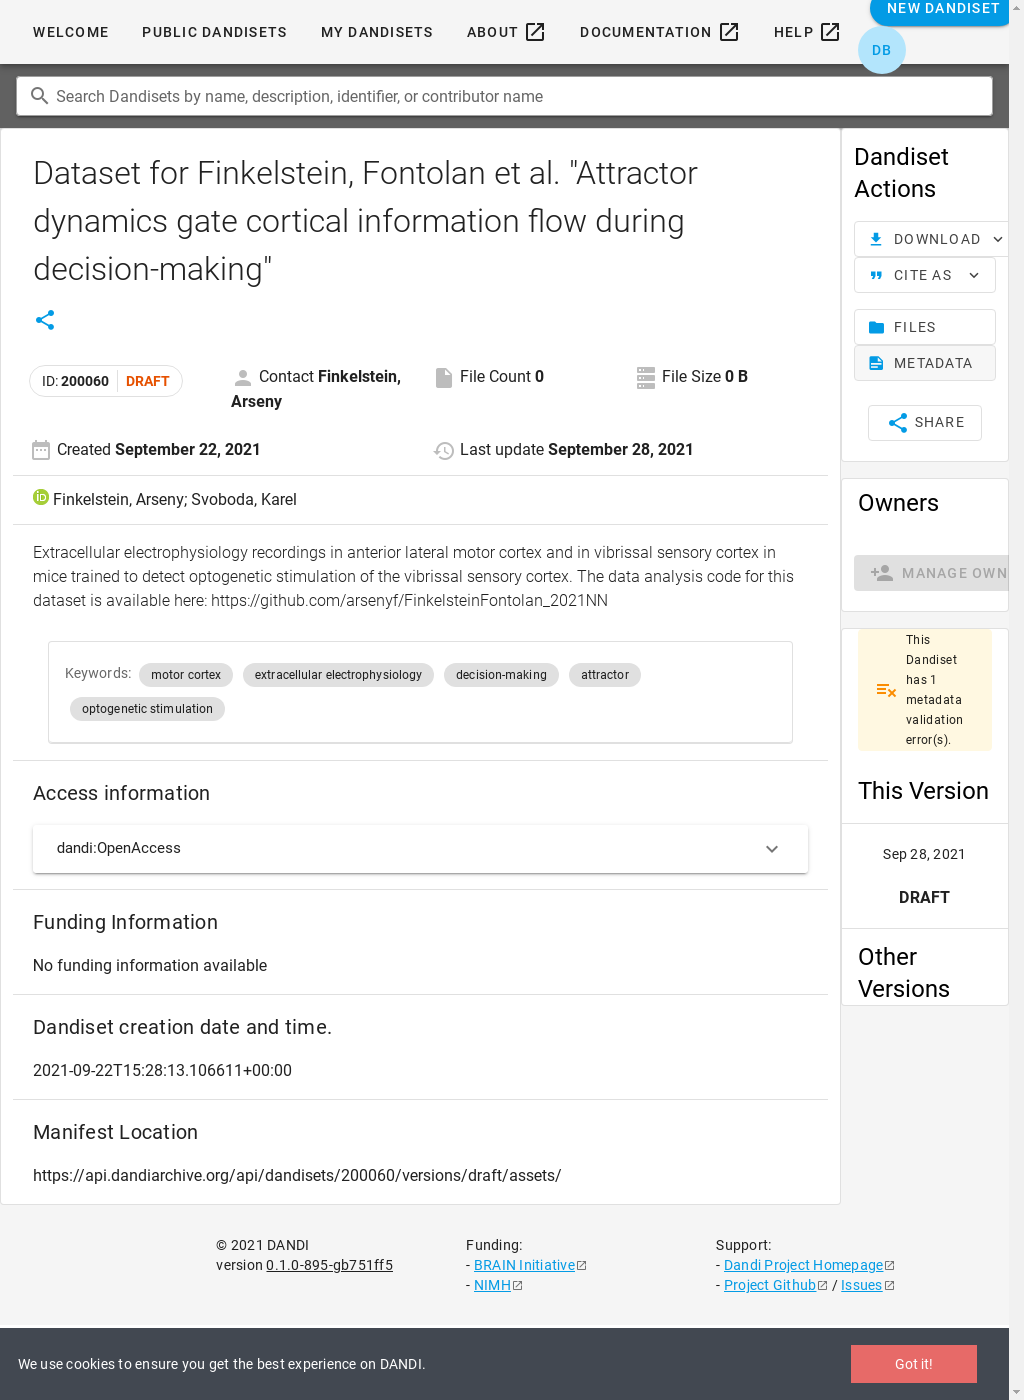 WELCOME PUBLIC DANDISETS MY DANDISETS ABOUT DOCUMENTATION HELP NEW DANDISET
DB
Search Dandisets by name, description, identifier, or contributor name
Dataset for Finkelstein, Fontolan et al. "Attractor
dynamics gate cortical information flow during
decision-making"
ID: 200060 DRAFT
Contact Finkelstein,
Arseny
File Count 0
File Size 0 B
Created September 22, 2021
Last update September 28, 2021
iD Finkelstein, Arseny; Svoboda, Karel
Extracellular electrophysiology recordings in anterior lateral motor cortex and in vibrissal sensory cortex in
mice trained to detect optogenetic stimulation of the vibrissal sensory cortex. The data analysis code for this
dataset is available here: https://github.com/arsenyf/FinkelsteinFontolan_2021NN
Keywords: motor cortex extracellular electrophysiology decision-making attractor
optogenetic stimulation
Access information
dandi:OpenAccess
Funding Information
No funding information available
Dandiset creation date and time.
2021-09-22T15:28:13.106611+00:00
Manifest Location
https://api.dandiarchive.org/api/dandisets/200060/versions/draft/assets/
Dandiset
Actions
DOWNLOAD
CITE AS
FILES
METADATA
SHARE
Owners
MANAGE OWN
This
Dandiset
has 1
metadata
validation
error(s).
This Version
Sep 28, 2021
DRAFT
Other
Versions
© 2021 DANDI
version 0.1.0-895-gb751ff5
Funding:
- BRAIN Initiative
- NIMH
Support:
- Dandi Project Homepage
- Project Github / Issues
We use cookies to ensure you get the best experience on DANDI.
Got it!